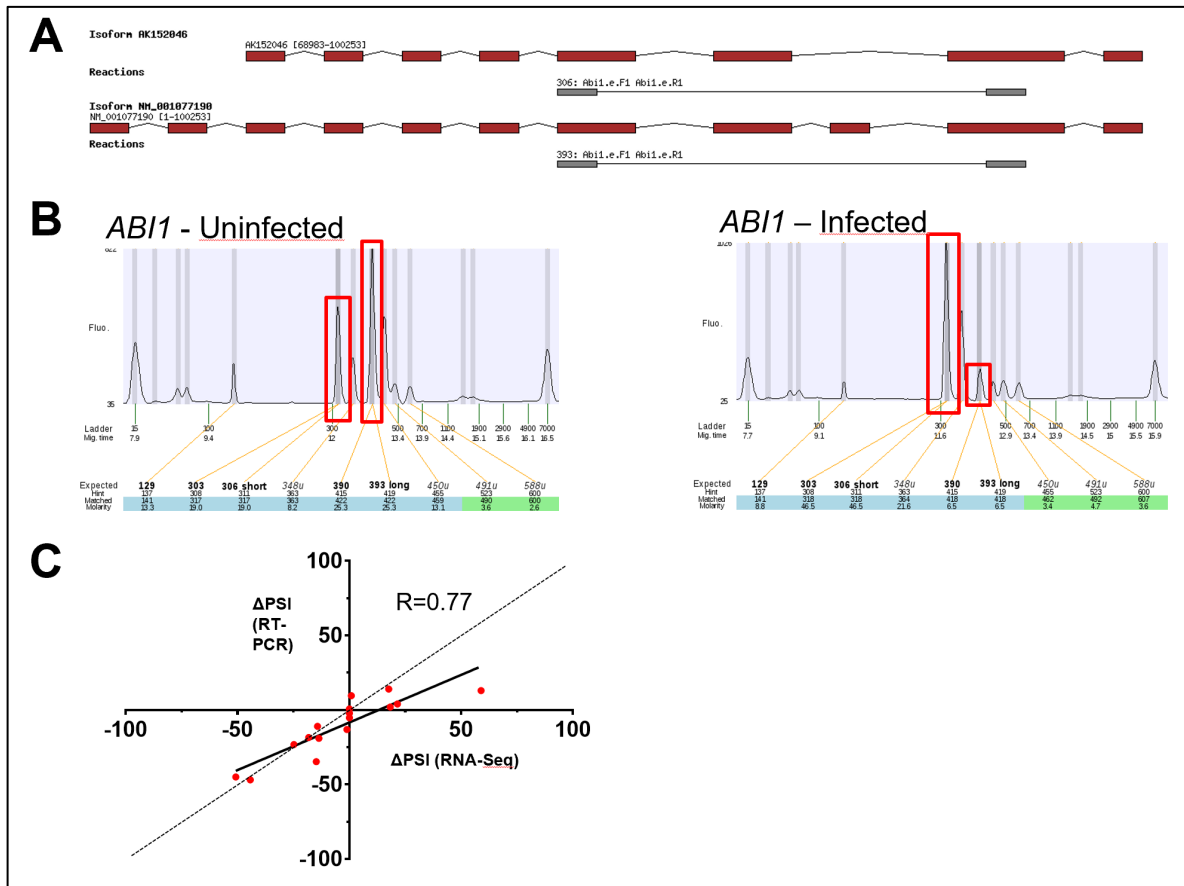 A
Isoform AK152046
AK152046 [68983-100253]
Reactions
306: Abi1.e.F1 Abi1.e.R1
Isoform NM_001077190
NM_001077190 [1-100253]
Reactions
393: Abi1.e.F1 Abi1.e.R1
B
ABI1 - Uninfected
622
Fluo.
35
Ladder 15 100 300 500 700 1100 1900 2900 4900 7000
Mig. time 7.9 9.4 12 13.4 13.9 14.4 15.1 15.6 16.1 16.5
Expected 129 303 306 short 348u 390 393 long 450u 491u 588u
Hint 137 308 311 363 415 419 455 523 600
Matched 141 317 317 363 422 422 459 490 600
Molarity 13.3 19.0 19.0 8.2 25.3 25.3 13.1 3.6 2.6
ABI1 – Infected
1026
Fluo.
25
Ladder 15 100 300 500 700 1100 1900 2900 4900 7000
Mig. time 7.7 9.1 11.6 12.9 13.4 13.9 14.5 15 15.5 15.9
Expected 129 303 306 short 348u 390 393 long 450u 491u 588u
Hint 137 308 311 363 415 419 455 523 600
Matched 141 318 318 364 418 418 462 492 607
Molarity 8.8 46.5 46.5 21.6 6.5 6.5 3.4 4.7 3.6
C
100
ΔPSI
(RT-
PCR)
R=0.77
50
-100 -50 0 50 100
ΔPSI (RNA-Seq)
-50
-100